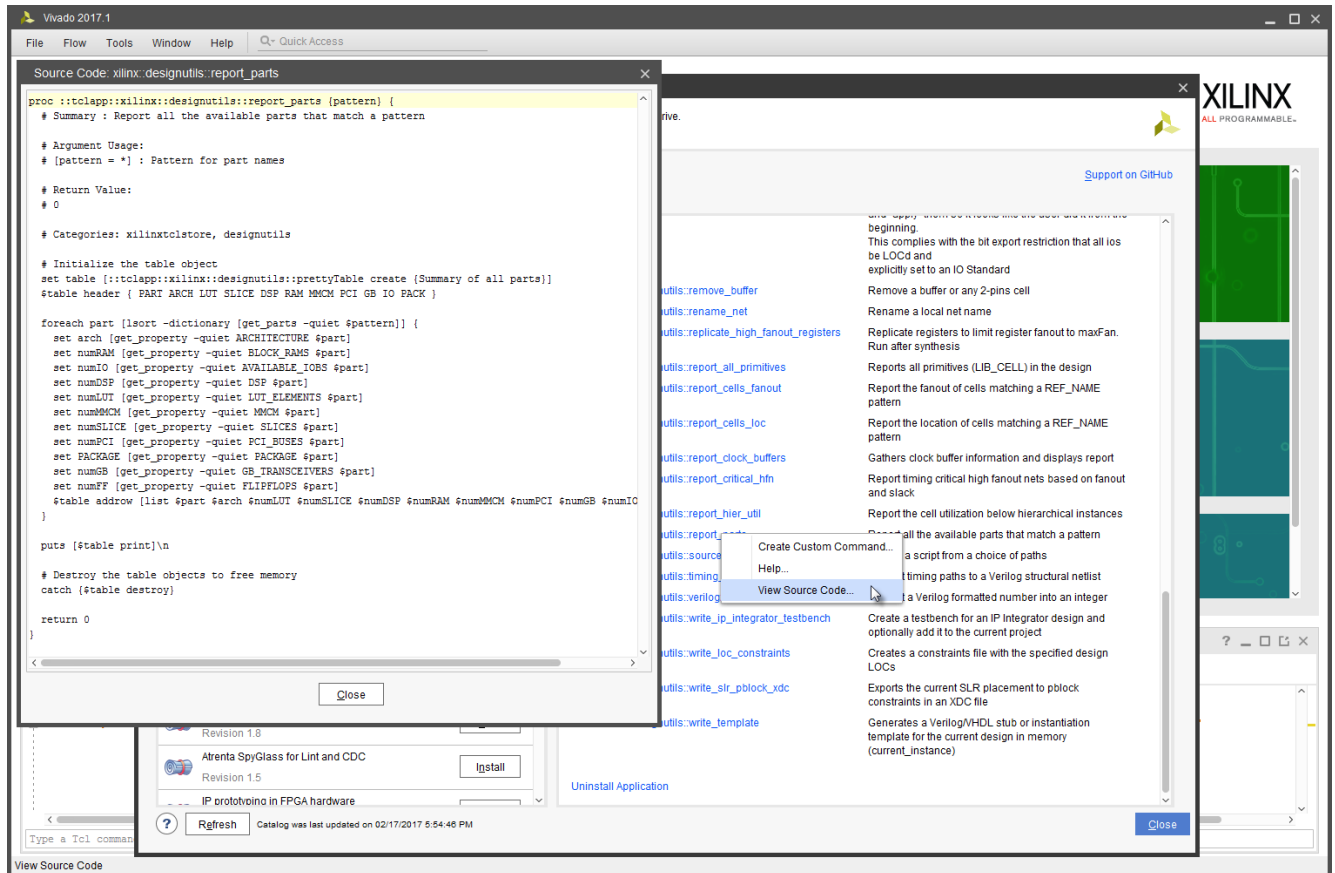 Vivado 2017.1
File Flow Tools Window Help Quick Access
Source Code: xilinx::designutils::report_parts
proc ::tclapp::xilinx::designutils::report_parts {pattern} {
# Summary : Report all the available parts that match a pattern
# Argument Usage:
# [pattern = *] : Pattern for part names
# Return Value:
# 0
# Categories: xilinxtclstore, designutils
# Initialize the table object
set table [::tclapp::xilinx::designutils::prettyTable create {Summary of all parts}]
$table header { PART ARCH LUT SLICE DSP RAM MMCM PCI GB IO PACK }
foreach part [lsort -dictionary [get_parts -quiet $pattern]] {
set arch [get_property -quiet ARCHITECTURE $part]
set numRAM [get_property -quiet BLOCK_RAMS $part]
set numIO [get_property -quiet AVAILABLE_IOBS $part]
set numDSP [get_property -quiet DSP $part]
set numLUT [get_property -quiet LUT_ELEMENTS $part]
set numMMCM [get_property -quiet MMCM $part]
set numSLICE [get_property -quiet SLICES $part]
set numPCI [get_property -quiet PCI_BUSES $part]
set PACKAGE [get_property -quiet PACKAGE $part]
set numGB [get_property -quiet GB_TRANSCEIVERS $part]
set numFF [get_property -quiet FLIPFLOPS $part]
$table addrow [list $part $arch $numLUT $numSLICE $numDSP $numRAM $numMMCM $numPCI $numGB $numIO
}
puts [$table print]\n
# Destroy the table objects to free memory
catch {$table destroy}
return 0
}
Close
XILINX
ALL PROGRAMMABLE.
rive.
Support on GitHub
beginning.
This complies with the bit export restriction that all ios
be LOCd and
explicitly set to an IO Standard
utils::remove_buffer Remove a buffer or any 2-pins cell
utils::rename_net Rename a local net name
utils::replicate_high_fanout_registers Replicate registers to limit register fanout to maxFan.
Run after synthesis
utils::report_all_primitives Reports all primitives (LIB_CELL) in the design
utils::report_cells_fanout Report the fanout of cells matching a REF_NAME
pattern
utils::report_cells_loc Report the location of cells matching a REF_NAME
pattern
utils::report_clock_buffers Gathers clock buffer information and displays report
utils::report_critical_hfn Report timing critical high fanout nets based on fanout
and slack
utils::report_hier_util Report the cell utilization below hierarchical instances
utils::report_parts Report all the available parts that match a pattern
utils::source a script from a choice of paths
utils::timing_ timing paths to a Verilog structural netlist
utils::verilog a Verilog formatted number into an integer
Create Custom Command...
Help...
View Source Code...
utils::write_ip_integrator_testbench Create a testbench for an IP Integrator design and
optionally add it to the current project
utils::write_loc_constraints Creates a constraints file with the specified design
LOCs
utils::write_slr_pblock_xdc Exports the current SLR placement to pblock
constraints in an XDC file
utils::write_template Generates a Verilog/VHDL stub or instantiation
template for the current design in memory
(current_instance)
Uninstall Application
Revision 1.8
Atrenta SpyGlass for Lint and CDC
Revision 1.5
Install
IP prototyping in FPGA hardware
? Refresh Catalog was last updated on 02/17/2017 5:54:46 PM
Close
Type a Tcl comman
View Source Code